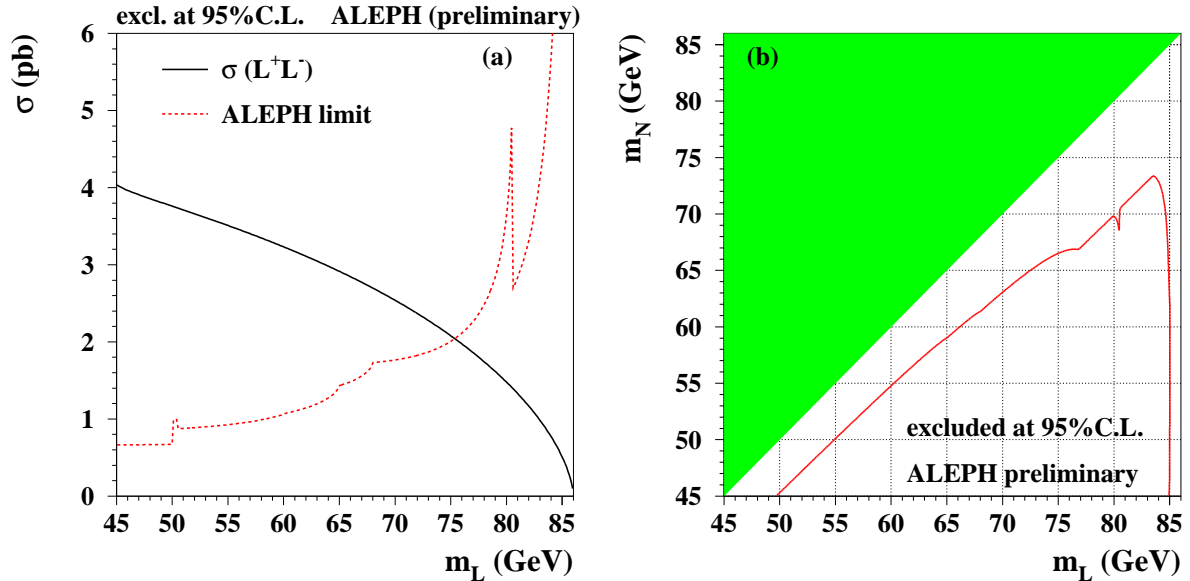 excl. at 95%C.L. ALEPH (preliminary)
σ (pb)
6
5
4
3
2
1
0
(a)
σ (L⁺L⁻)
ALEPH limit
45 50 55 60 65 70 75 80 85
m_L (GeV)
m_N (GeV)
85
80
75
70
65
60
55
50
45
(b)
excluded at 95%C.L.
ALEPH preliminary
45 50 55 60 65 70 75 80 85
m_L (GeV)